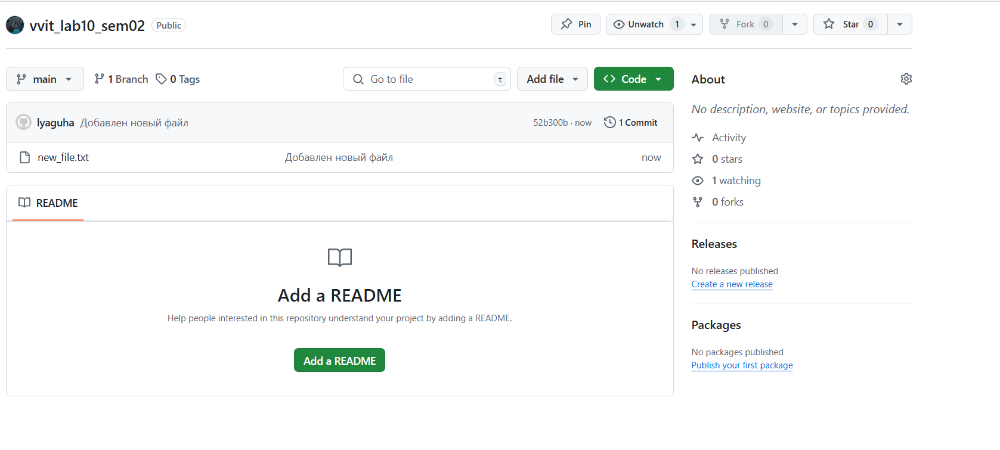 vvit_lab10_sem02 Public Pin Unwatch 1 Fork 0 Star 0
main 1 Branch 0 Tags Go to file t Add file Code
lyaguha Добавлен новый файл 52b300b · now 1 Commit
new_file.txt Добавлен новый файл now
README
Add a README
Help people interested in this repository understand your project by adding a README.
Add a README
About
No description, website, or topics provided.
Activity
0 stars
1 watching
0 forks
Releases
No releases published
Create a new release
Packages
No packages published
Publish your first package